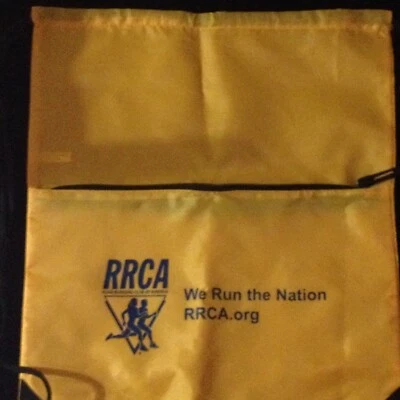 RRCA
We Run the Nation
RRCA.org